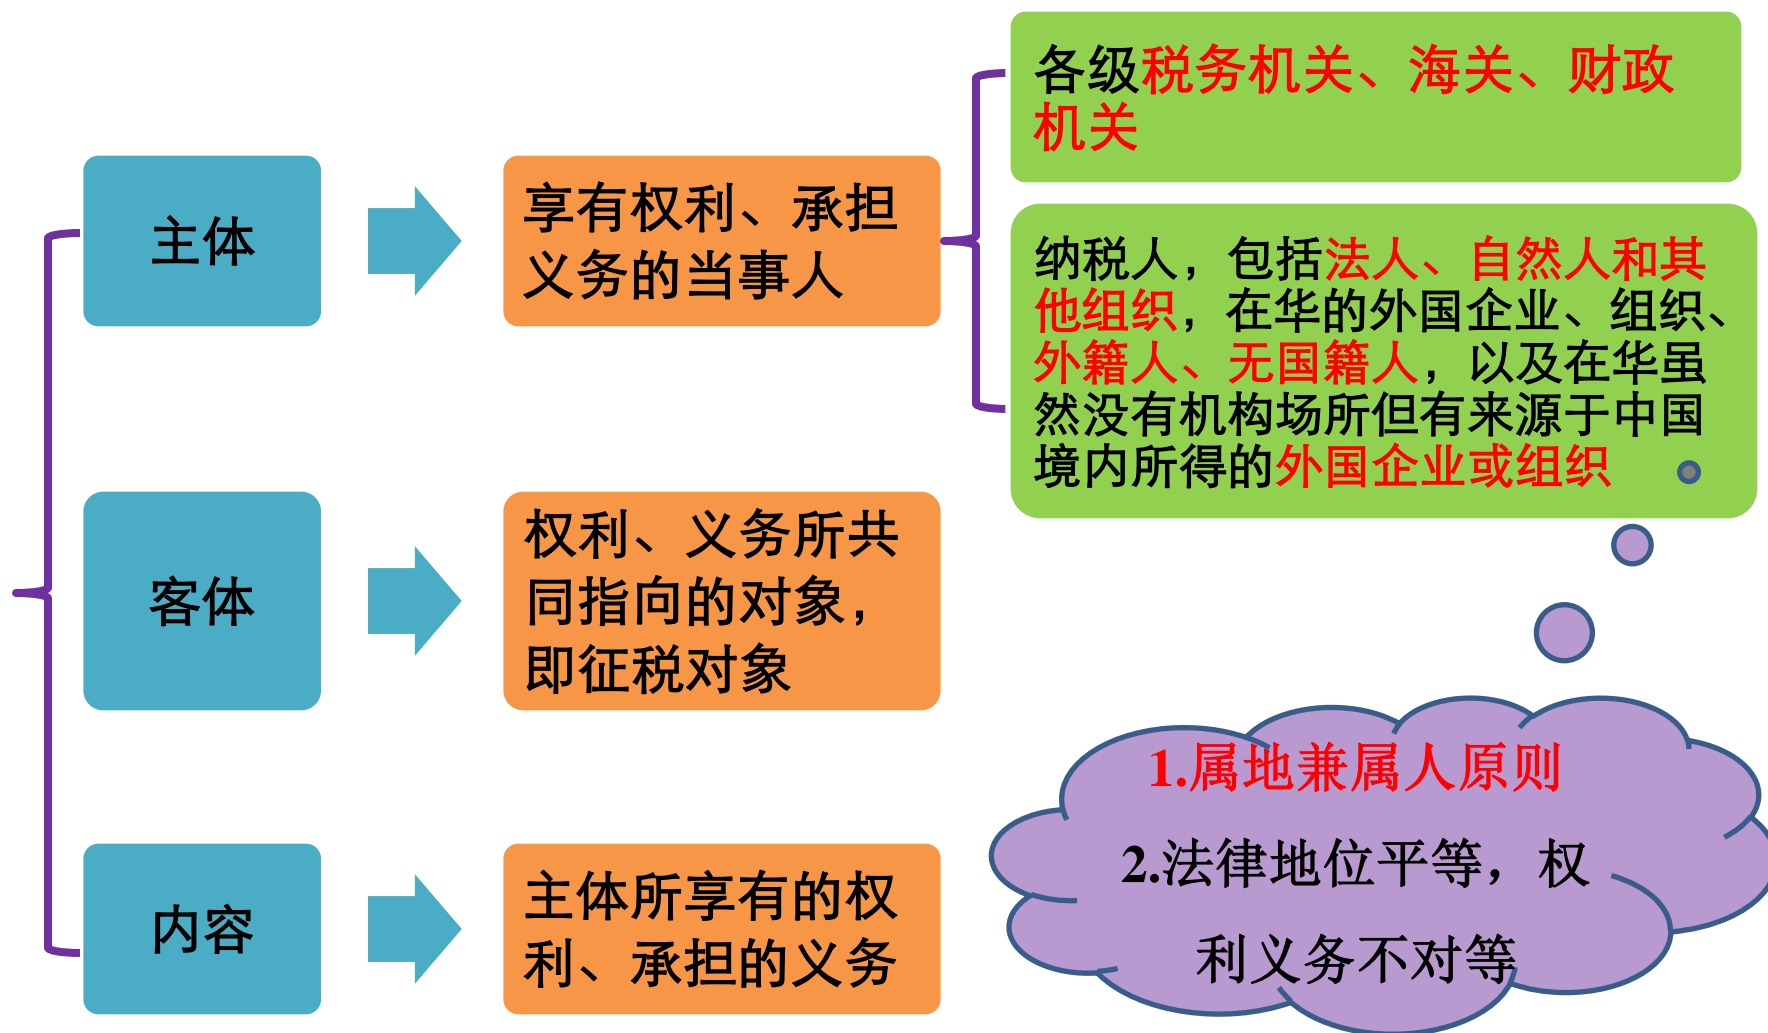 主体
享有权利、承担
义务的当事人
各级税务机关、海关、财政
机关
纳税人，包括法人、自然人和其
他组织，在华的外国企业、组织、
外籍人、无国籍人，以及在华虽
然没有机构场所但有来源于中国
境内所得的外国企业或组织
客体
权利、义务所共
同指向的对象，
即征税对象
1.属地兼属人原则
2.法律地位平等，权
利义务不对等
内容
主体所享有的权
利、承担的义务